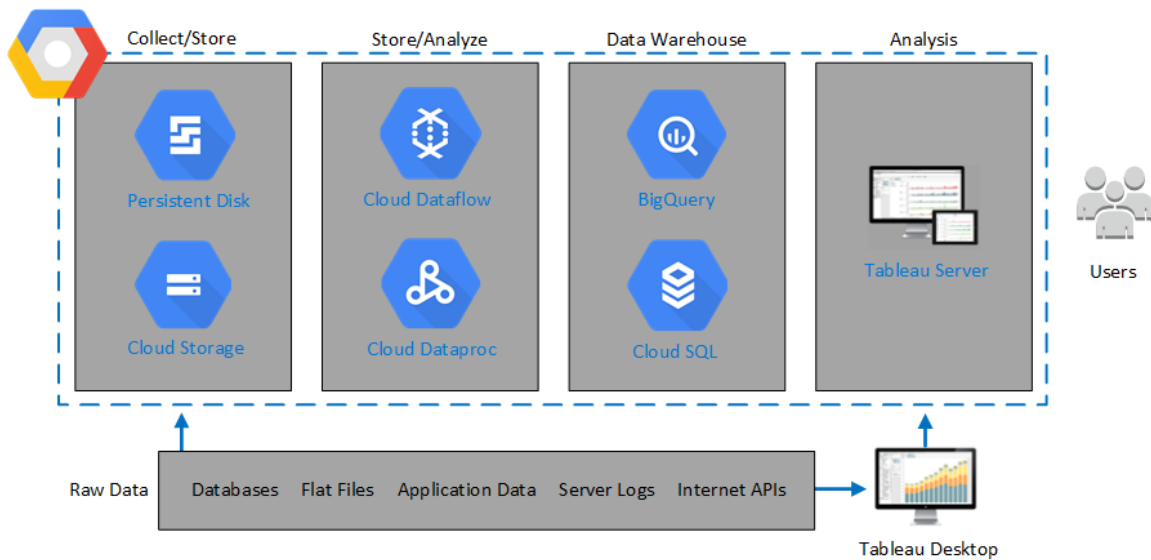 Collect/Store
Store/Analyze
Data Warehouse
Analysis
Persistent Disk
Cloud Dataflow
BigQuery
Tableau Server
Users
Cloud Storage
Cloud Dataproc
Cloud SQL
Raw Data
Databases
Flat Files
Application Data
Server Logs
Internet APIs
Tableau Desktop